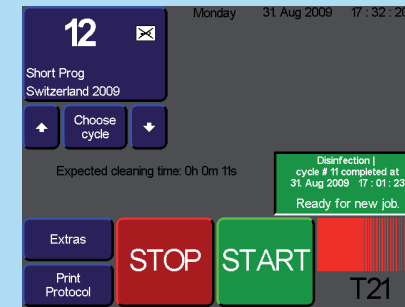 Monday 31. Aug 2009 17 : 32 : 20
12
Short Prog
Switzerland 2009
Choose
cycle
Expected cleaning time: 0h 0m 11s
Disinfection |
cycle # 11 completed at
31. Aug 2009 17 : 01 : 23
Ready for new job.
Extras
STOP
START
Print
Protocol
T21